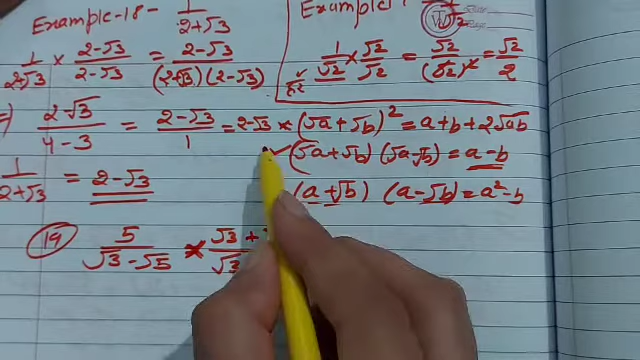 Example-18- 1/(2+√3)
1/(2+√3) × (2-√3)/(2-√3) = (2-√3)/((2+√3)(2-√3))
⇒ (2-√3)/(4-3) = (2-√3)/1 = 2-√3
1/(2+√3) = 2-√3
Example
1/√2 × √2/√2 = √2/(√2)² = √2/2
* (√a+√b)² = a+b+2√ab
✓ (√a+√b)(√a-√b) = a-b
(a+√b) (a-√b) = a²-b
19 5/(√3-√5) × √3+
√3